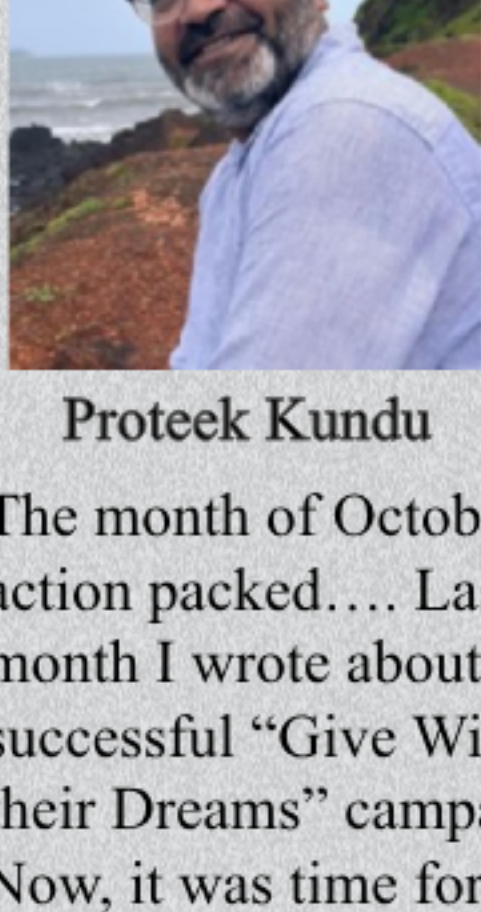 Proteek Kundu
The month of Octob
action packed…. La
month I wrote about
successful “Give Wi
heir Dreams” campa
Now, it was time for